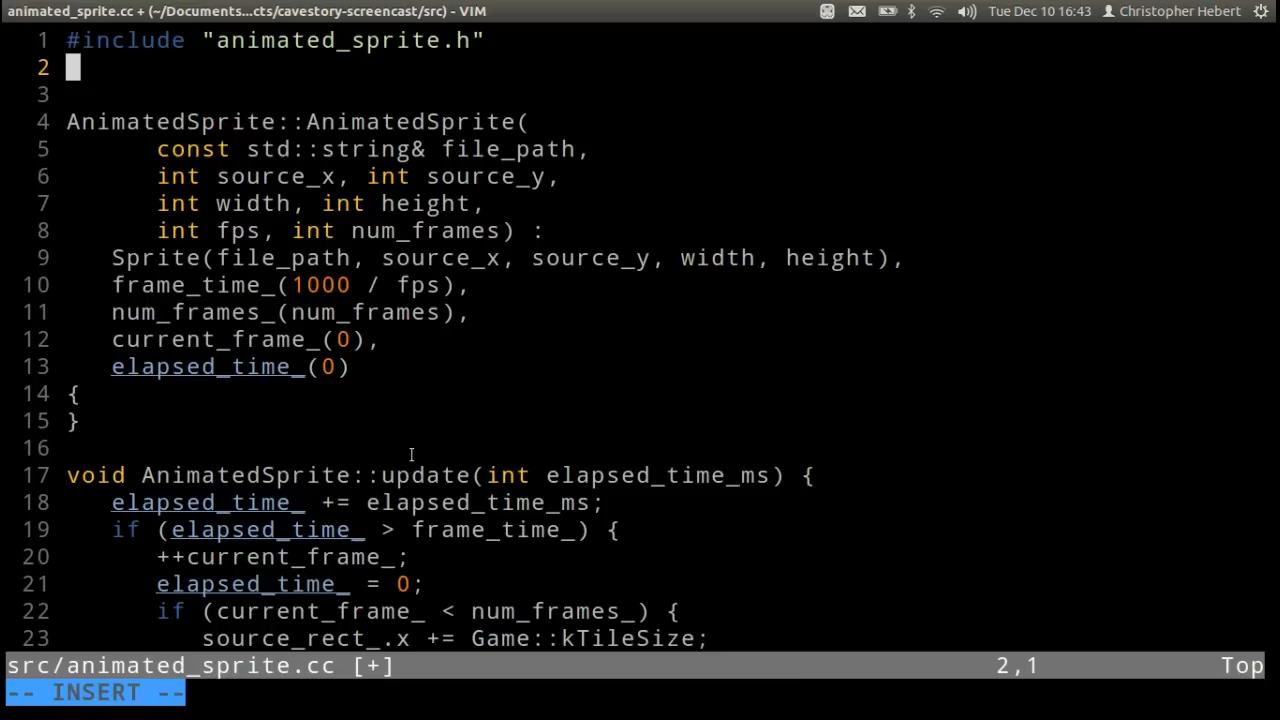 animated_sprite.cc + (~/Documents...cts/cavestory-screencast/src) - VIM Tue Dec 10 16:43 Christopher Hebert
1 #include "animated_sprite.h"
2
3
4 AnimatedSprite::AnimatedSprite(
5       const std::string& file_path,
6       int source_x, int source_y,
7       int width, int height,
8       int fps, int num_frames) :
9    Sprite(file_path, source_x, source_y, width, height),
10    frame_time_(1000 / fps),
11    num_frames_(num_frames),
12    current_frame_(0),
13    elapsed_time_(0)
14 {
15 }
16
17 void AnimatedSprite::update(int elapsed_time_ms) {
18    elapsed_time_ += elapsed_time_ms;
19    if (elapsed_time_ > frame_time_) {
20       ++current_frame_;
21       elapsed_time_ = 0;
22       if (current_frame_ < num_frames_) {
23          source_rect_.x += Game::kTileSize;
src/animated_sprite.cc [+] 2,1 Top
-- INSERT --